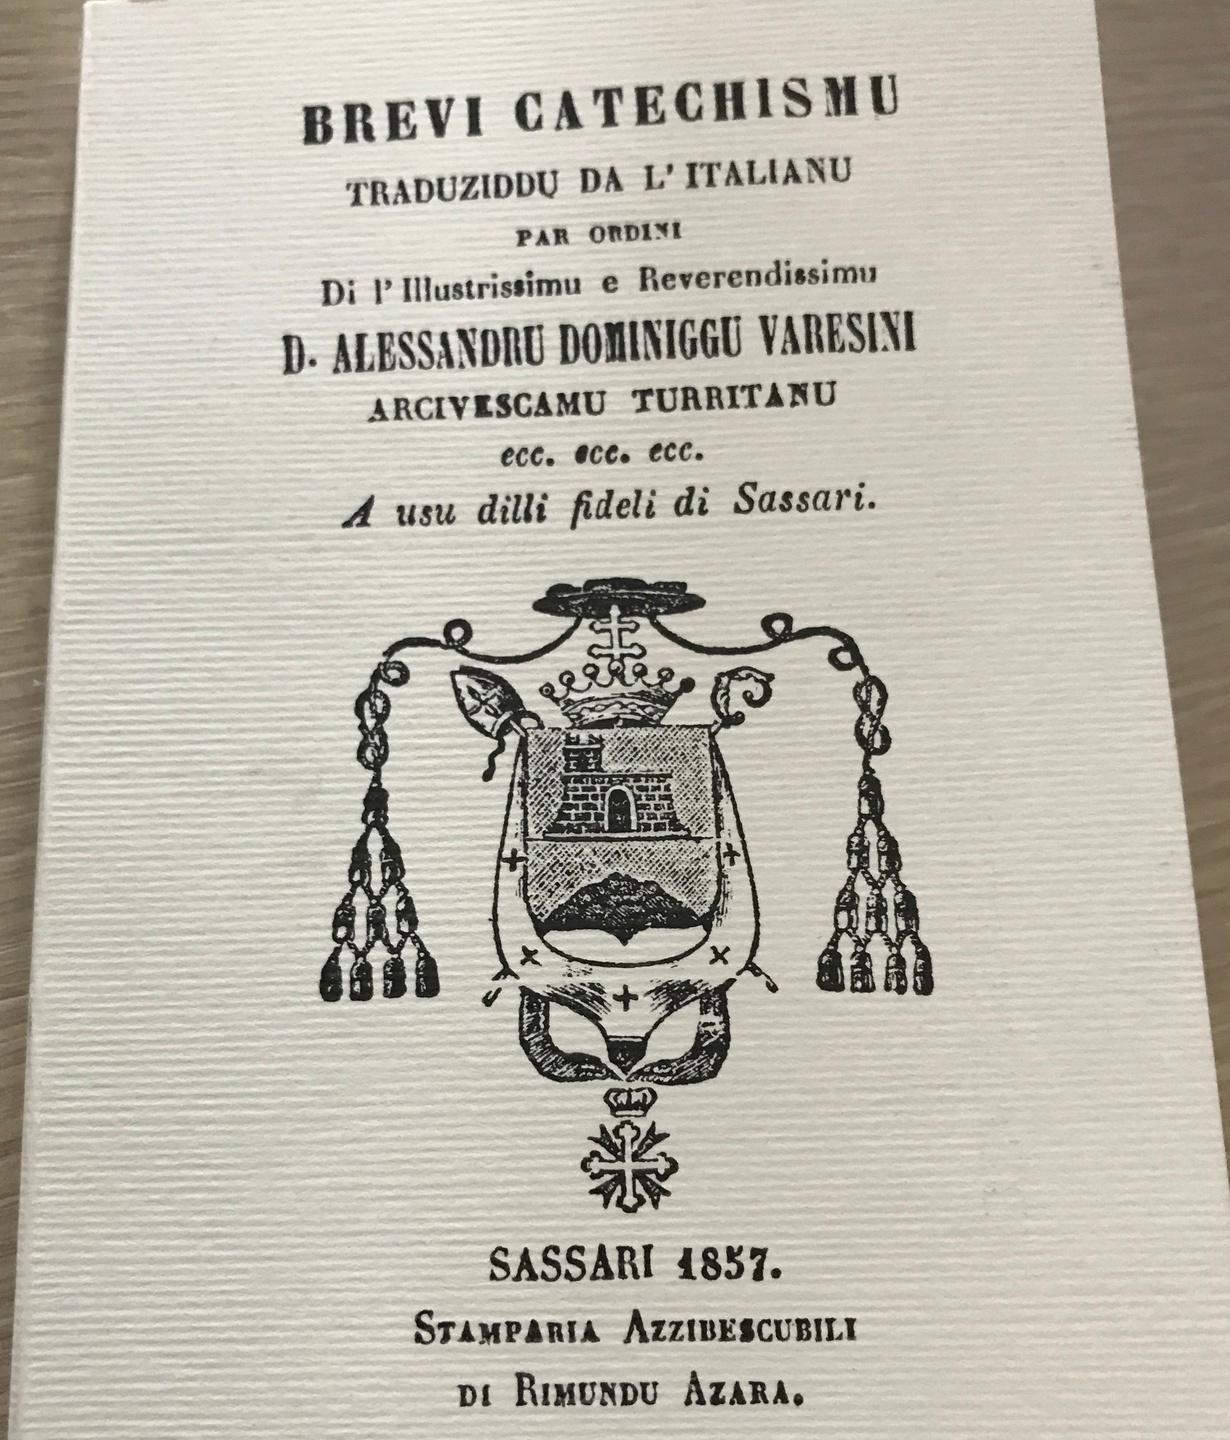 BREVI CATECHISMU
TRADUZIDDU DA L' ITALIANU
PAR ORDINI
Di l' Illustrissimu e Reverendissimu
D. ALESSANDRU DOMINIGGU VARESINI
ARCIVESCAMU TURRITANU
ecc. ecc. ecc.
A usu dilli fideli di Sassari.
SASSARI 1857.
STAMPARIA AZZIBESCUBILI
DI RIMUNDU AZARA.